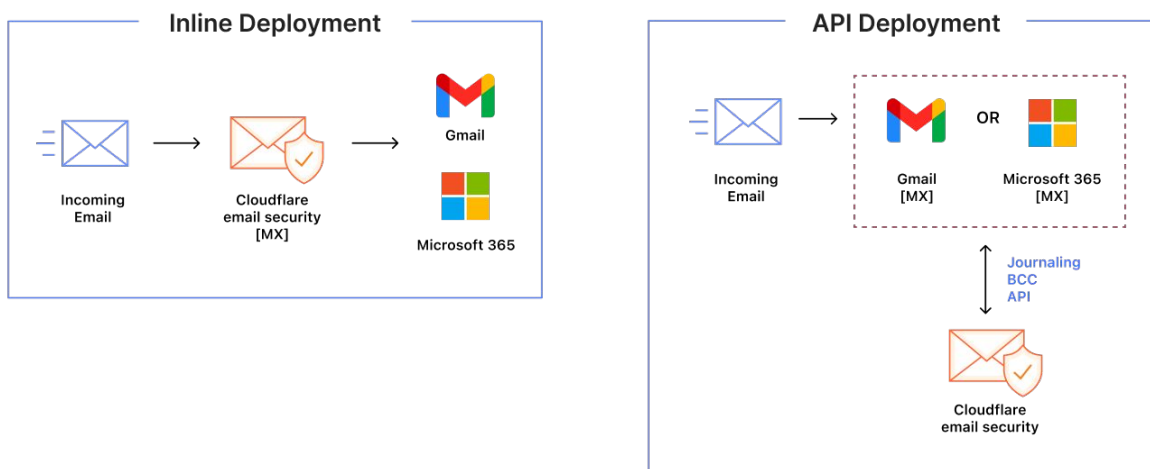 Inline Deployment
Incoming
Email
Cloudflare
email security
[MX]
Gmail
Microsoft 365
API Deployment
Incoming
Email
Gmail
[MX]
OR
Microsoft 365
[MX]
Journaling
BCC
API
Cloudflare
email security